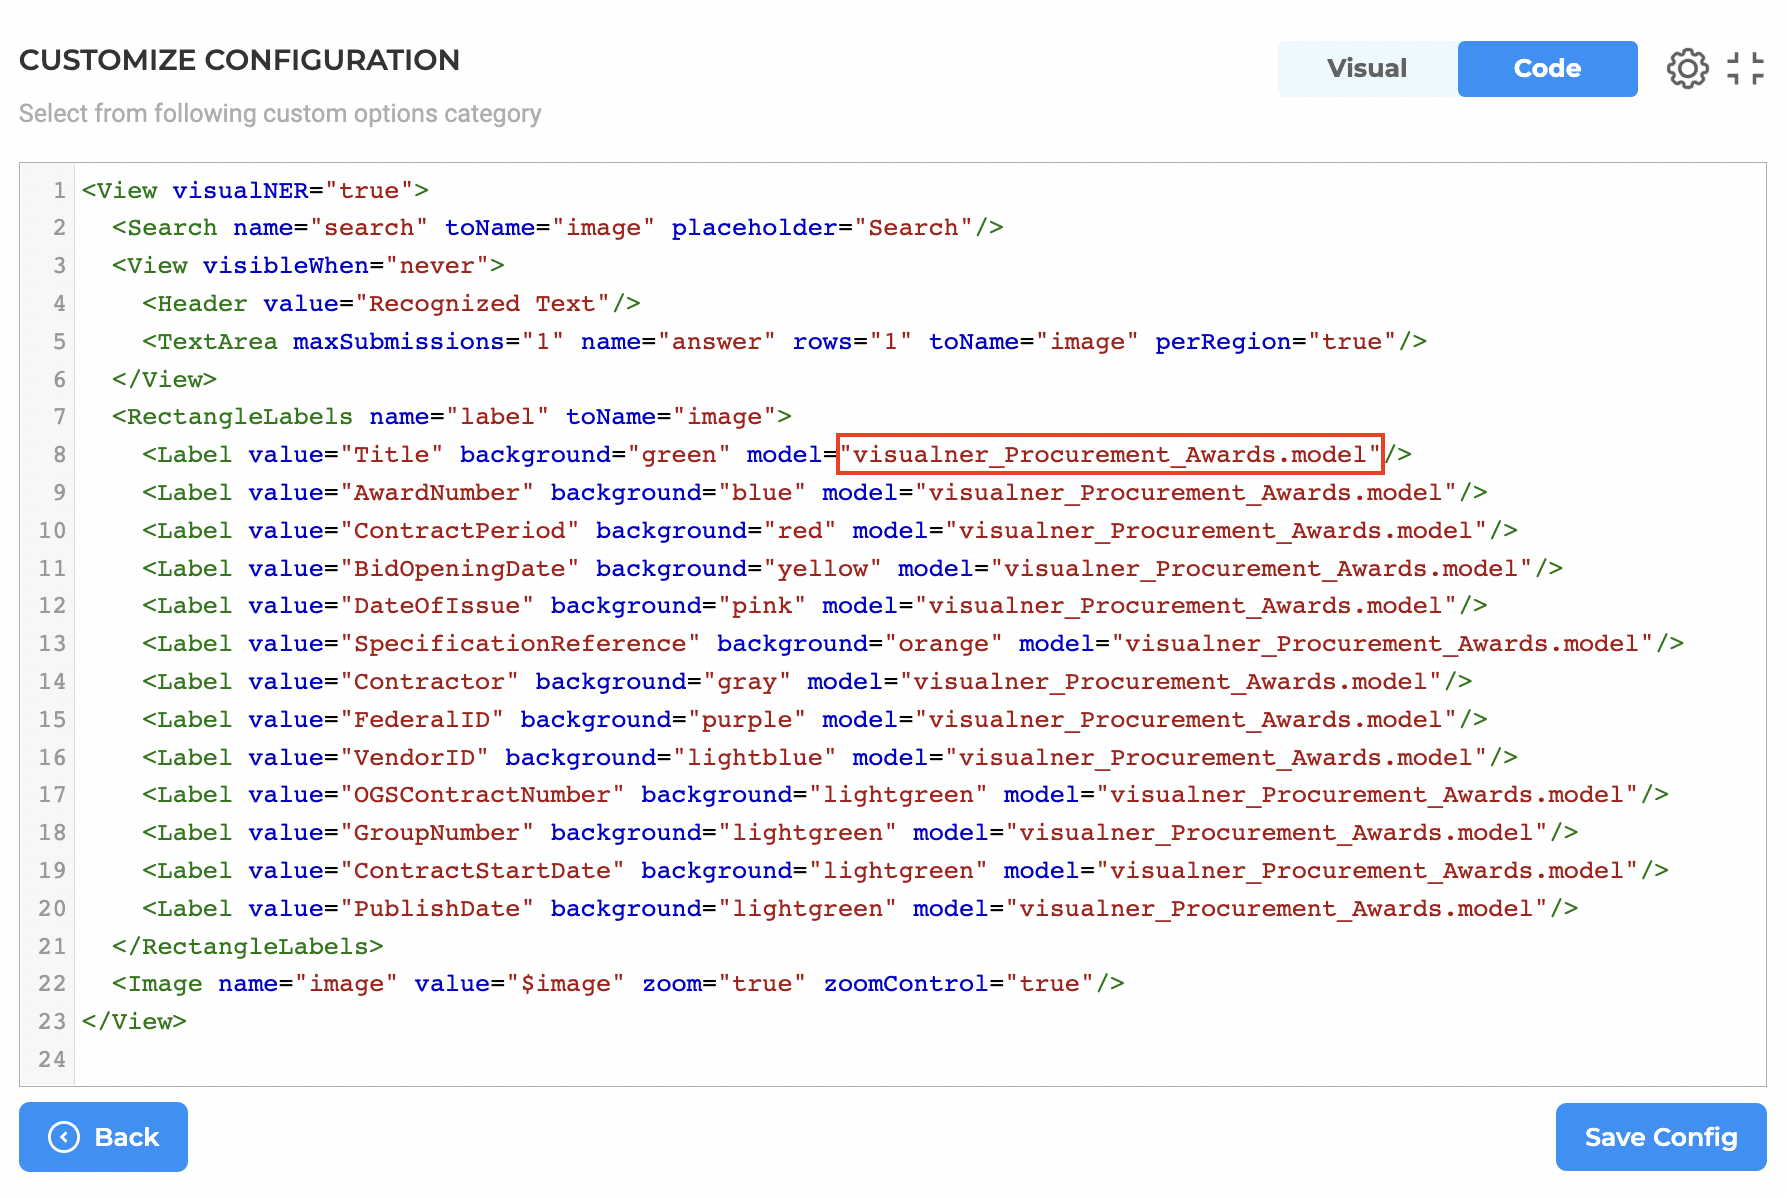 CUSTOMIZE CONFIGURATION
Visual
Code
Select from following custom options category
1 <View visualNER="true">
2   <Search name="search" toName="image" placeholder="Search"/>
3   <View visibleWhen="never">
4     <Header value="Recognized Text"/>
5     <TextArea maxSubmissions="1" name="answer" rows="1" toName="image" perRegion="true"/>
6   </View>
7   <RectangleLabels name="label" toName="image">
8     <Label value="Title" background="green" model="visualner_Procurement_Awards.model"/>
9     <Label value="AwardNumber" background="blue" model="visualner_Procurement_Awards.model"/>
10     <Label value="ContractPeriod" background="red" model="visualner_Procurement_Awards.model"/>
11     <Label value="BidOpeningDate" background="yellow" model="visualner_Procurement_Awards.model"/>
12     <Label value="DateOfIssue" background="pink" model="visualner_Procurement_Awards.model"/>
13     <Label value="SpecificationReference" background="orange" model="visualner_Procurement_Awards.model"/>
14     <Label value="Contractor" background="gray" model="visualner_Procurement_Awards.model"/>
15     <Label value="FederalID" background="purple" model="visualner_Procurement_Awards.model"/>
16     <Label value="VendorID" background="lightblue" model="visualner_Procurement_Awards.model"/>
17     <Label value="OGSContractNumber" background="lightgreen" model="visualner_Procurement_Awards.model"/>
18     <Label value="GroupNumber" background="lightgreen" model="visualner_Procurement_Awards.model"/>
19     <Label value="ContractStartDate" background="lightgreen" model="visualner_Procurement_Awards.model"/>
20     <Label value="PublishDate" background="lightgreen" model="visualner_Procurement_Awards.model"/>
21   </RectangleLabels>
22   <Image name="image" value="$image" zoom="true" zoomControl="true"/>
23 </View>
24
Back
Save Config